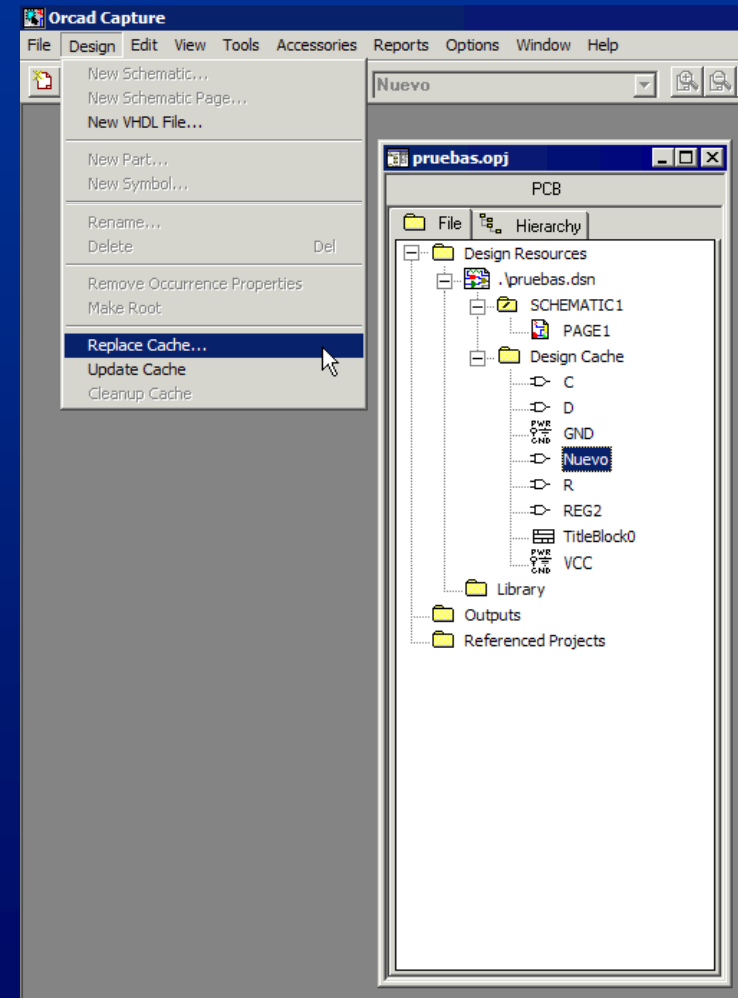 Orcad Capture
File Design Edit View Tools Accessories Reports Options Window Help
Nuevo
New Schematic...
New Schematic Page...
New VHDL File...
New Part...
New Symbol...
Rename...
Delete Del
Remove Occurrence Properties
Make Root
Replace Cache...
Update Cache
Cleanup Cache
pruebas.opj
PCB
File Hierarchy
Design Resources
.\pruebas.dsn
SCHEMATIC1
PAGE1
Design Cache
C
D
PWR GND GND
Nuevo
R
REG2
TitleBlock0
PWR GND VCC
Library
Outputs
Referenced Projects